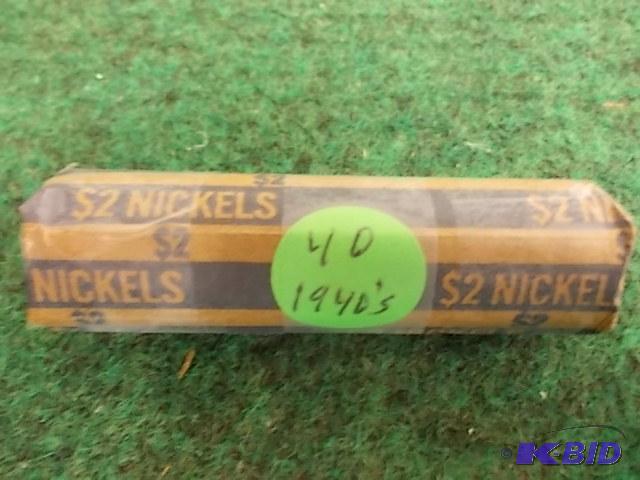 $2
$2 NICKELS
$2 NI
$2
40
1940's
NICKELS
$2 NICKEL
© K-BID